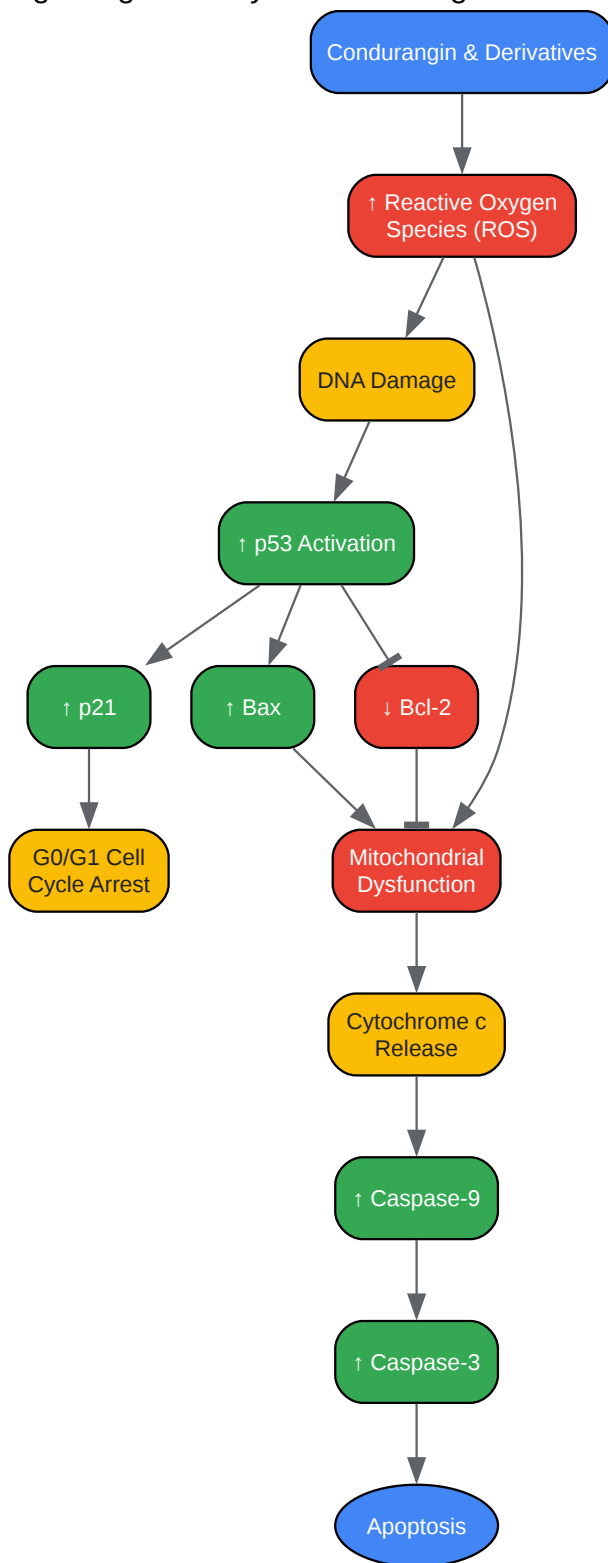 Condurangin & Derivatives
↑ Reactive Oxygen
Species (ROS)
DNA Damage
↑ p53 Activation
↑ p21
↑ Bax
↓ Bcl-2
G0/G1 Cell
Cycle Arrest
Mitochondrial
Dysfunction
Cytochrome c
Release
↑ Caspase-9
↑ Caspase-3
Apoptosis